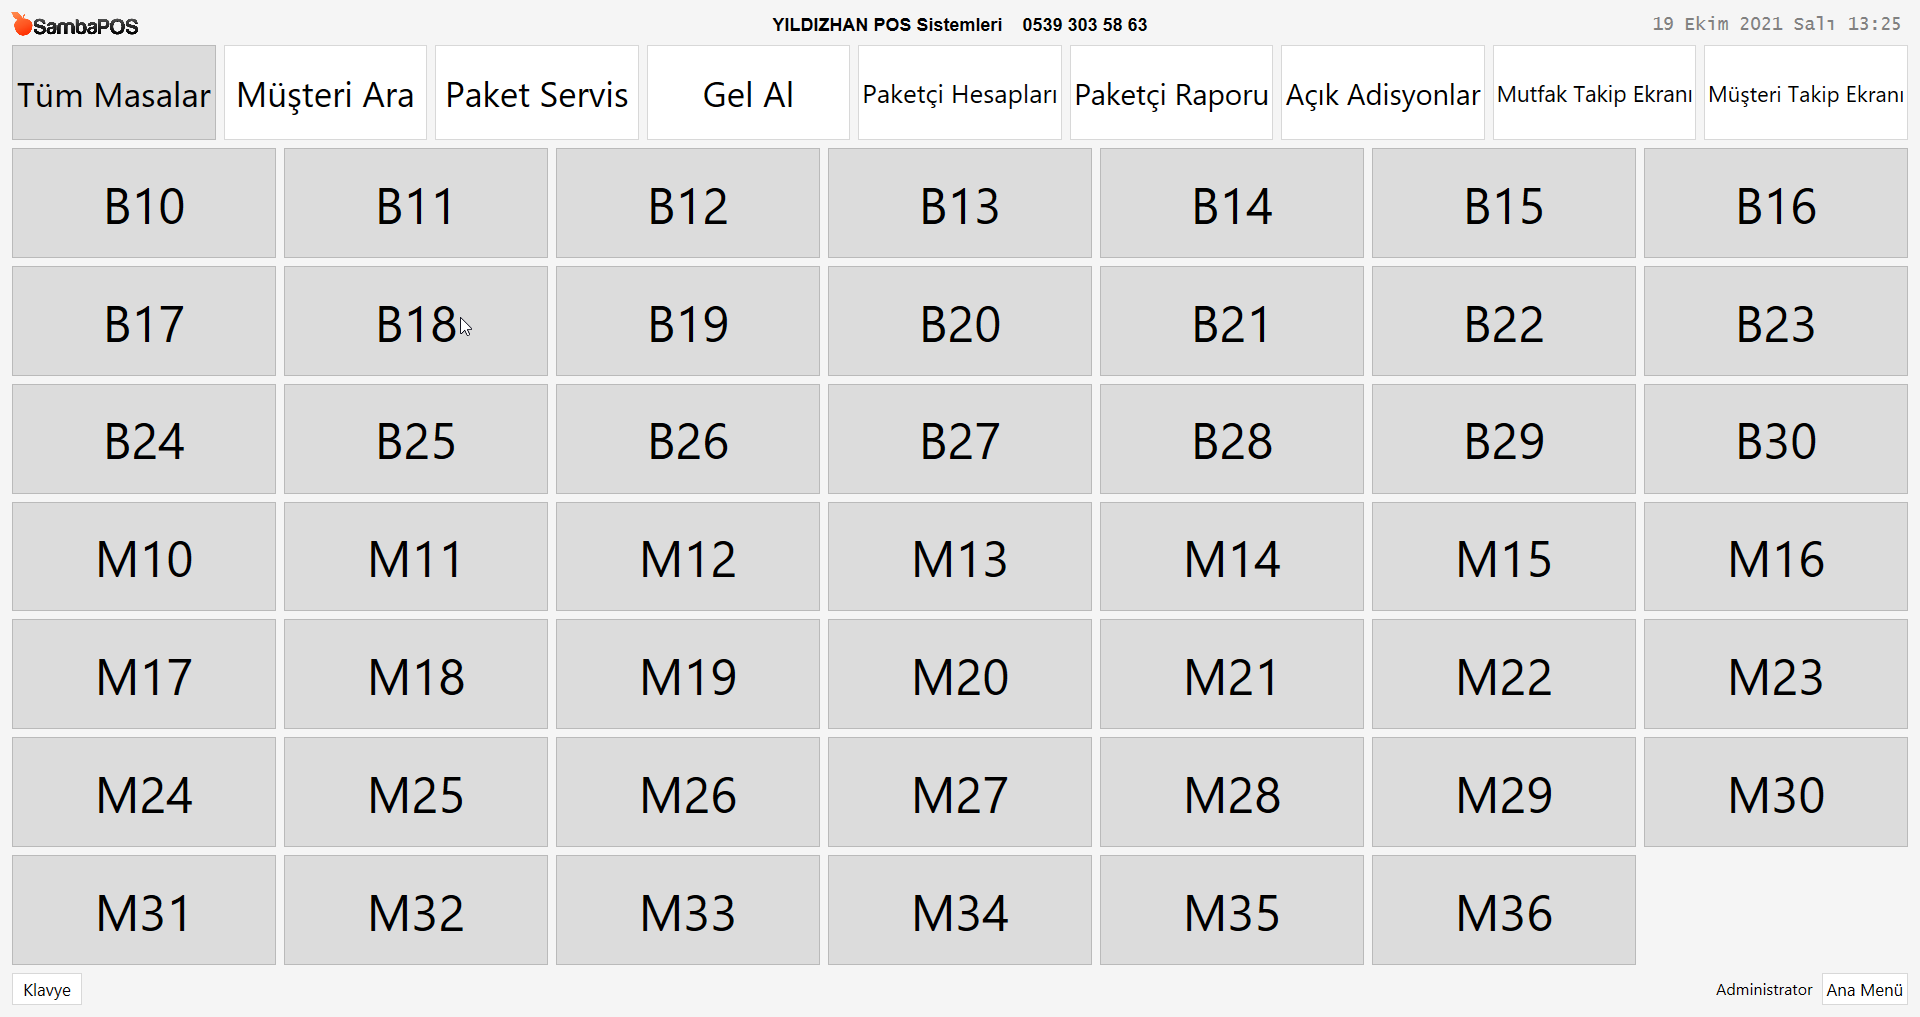 SambaPOS
YILDIZHAN POS Sistemleri 0539 303 58 63
19 Ekim 2021 Salı 13:25
Tüm Masalar Müşteri Ara Paket Servis Gel Al Paketçi Hesapları Paketçi Raporu Açık Adisyonlar Mutfak Takip Ekranı Müşteri Takip Ekranı
B10 B11 B12 B13 B14 B15 B16
B17 B18 B19 B20 B21 B22 B23
B24 B25 B26 B27 B28 B29 B30
M10 M11 M12 M13 M14 M15 M16
M17 M18 M19 M20 M21 M22 M23
M24 M25 M26 M27 M28 M29 M30
M31 M32 M33 M34 M35 M36
Klavye Administrator Ana Menü